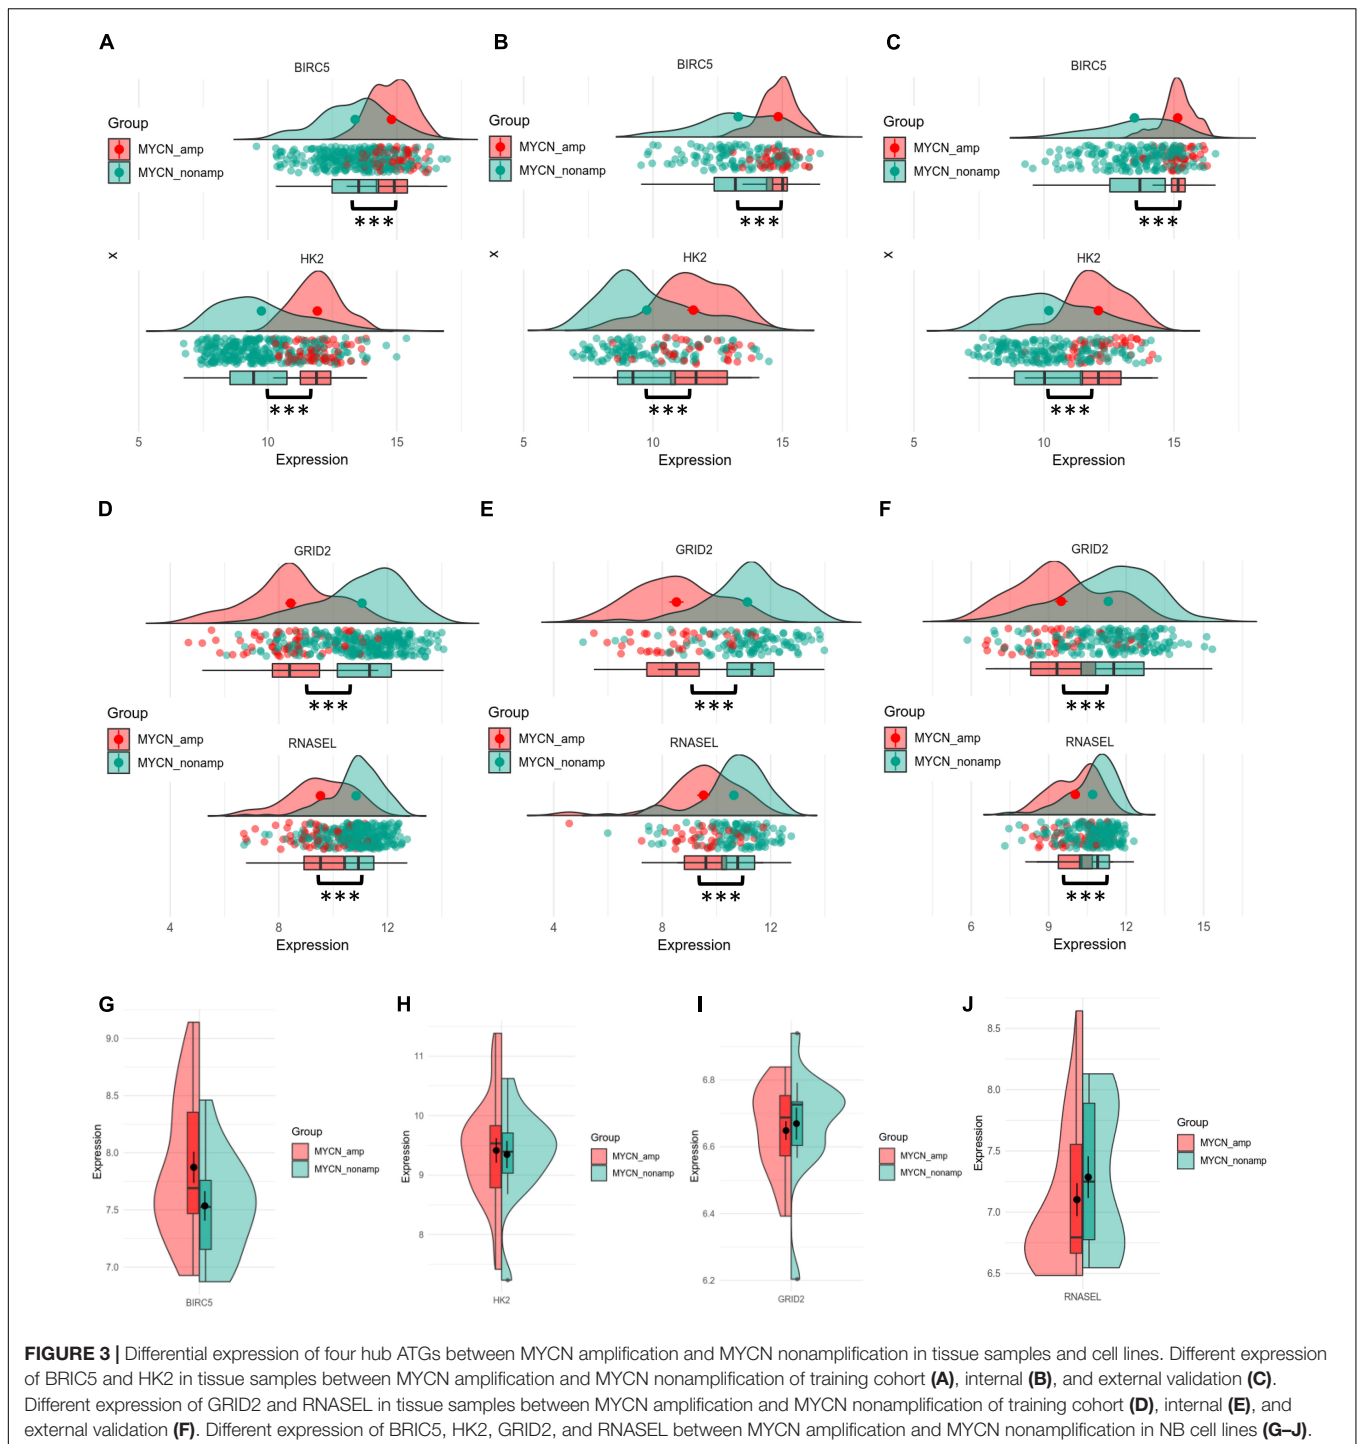 A
BIRC5
Group
MYCN_amp
MYCN_nonamp
***
x
HK2
***
5
10
15
Expression
B
BIRC5
Group
MYCN_amp
MYCN_nonamp
***
x
HK2
***
5
10
15
Expression
C
BIRC5
Group
MYCN_amp
MYCN_nonamp
***
x
HK2
***
5
10
15
Expression
D
GRID2
***
Group
MYCN_amp
MYCN_nonamp
RNASEL
***
4
8
12
Expression
E
GRID2
***
Group
MYCN_amp
MYCN_nonamp
RNASEL
***
4
8
12
Expression
F
GRID2
***
Group
MYCN_amp
MYCN_nonamp
RNASEL
***
6
9
12
15
Expression
G
9.0
8.5
8.0
7.5
7.0
Expression
BIRC5
Group
MYCN_amp
MYCN_nonamp
H
11
10
9
8
Expression
HK2
Group
MYCN_amp
MYCN_nonamp
I
6.8
6.6
6.4
6.2
Expression
GRID2
Group
MYCN_amp
MYCN_nonamp
J
8.5
8.0
7.5
7.0
6.5
Expression
RNASEL
Group
MYCN_amp
MYCN_nonamp
FIGURE 3 | Differential expression of four hub ATGs between MYCN amplification and MYCN nonamplification in tissue samples and cell lines. Different expression
of BRIC5 and HK2 in tissue samples between MYCN amplification and MYCN nonamplification of training cohort (A), internal (B), and external validation (C).
Different expression of GRID2 and RNASEL in tissue samples between MYCN amplification and MYCN nonamplification of training cohort (D), internal (E), and
external validation (F). Different expression of BRIC5, HK2, GRID2, and RNASEL between MYCN amplification and MYCN nonamplification in NB cell lines (G–J).